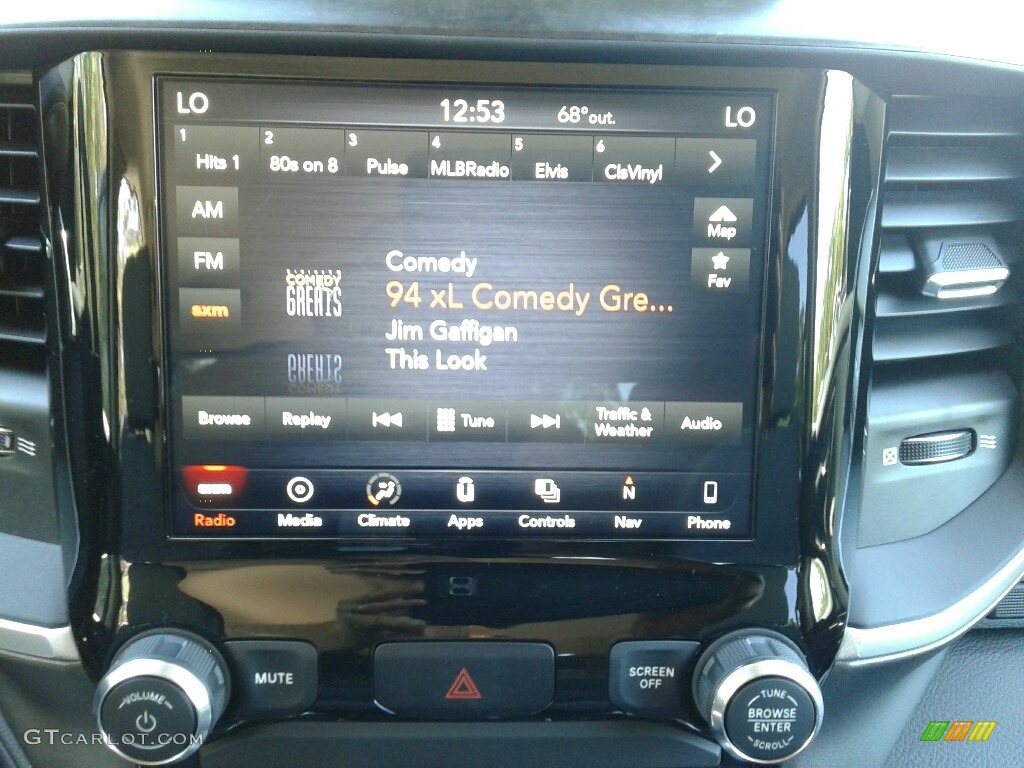 LO 12:53 68°out. LO
1 Hits 1 2 80s on 8 3 Pulse 4 MLBRadio 5 Elvis 6 ClsVinyl
AM
Map
FM
Fav
sxm
COMEDY
GREATS
Comedy
94 xL Comedy Gre...
Jim Gaffigan
This Look
Browse Replay Tune Traffic &
Weather Audio
sxm N
Radio Media Climate Apps Controls Nav Phone
VOLUME
MUTE
SCREEN
OFF
TUNE
BROWSE
ENTER
SCROLL
GTCARLOT.COM